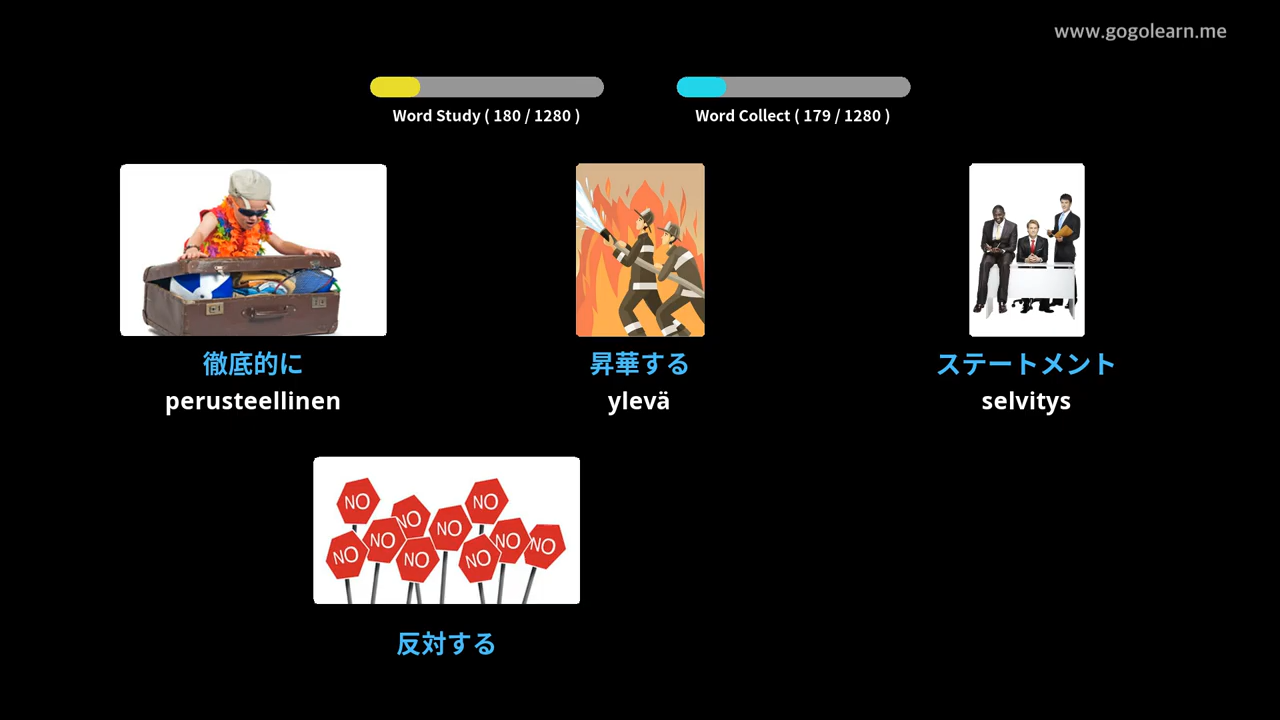 www.gogolearn.me
Word Study ( 180 / 1280 )
Word Collect ( 179 / 1280 )
徹底的に
perusteellinen
昇華する
ylevä
ステートメント
selvitys
NO
NO
NO
NO
NO
NO
NO
NO
NO
NO
反対する